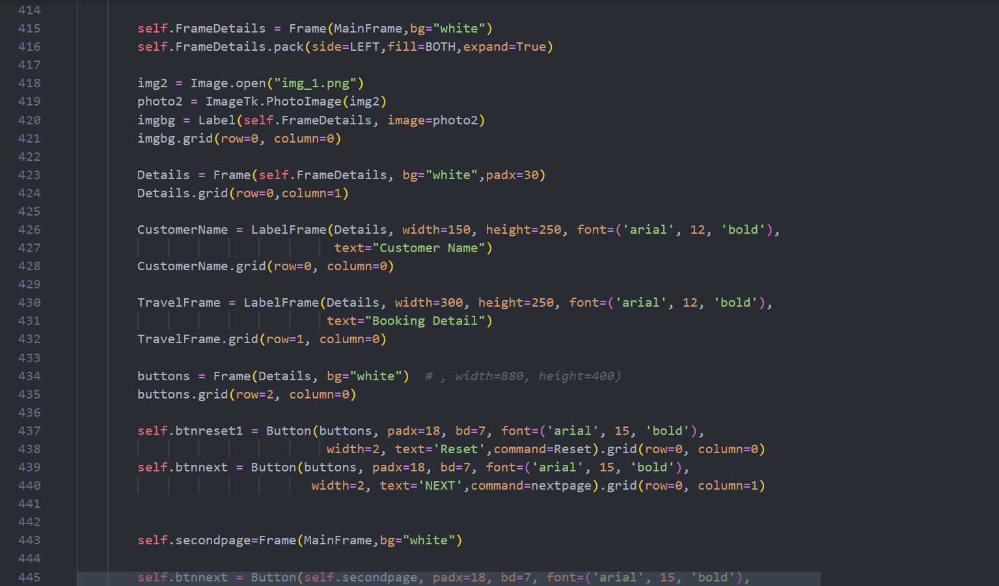 414
415 self.FrameDetails = Frame(MainFrame,bg="white")
416 self.FrameDetails.pack(side=LEFT,fill=BOTH,expand=True)
417
418 img2 = Image.open("img_1.png")
419 photo2 = ImageTk.PhotoImage(img2)
420 imgbg = Label(self.FrameDetails, image=photo2)
421 imgbg.grid(row=0, column=0)
422
423 Details = Frame(self.FrameDetails, bg="white",padx=30)
424 Details.grid(row=0,column=1)
425
426 CustomerName = LabelFrame(Details, width=150, height=250, font=('arial', 12, 'bold'),
427 text="Customer Name")
428 CustomerName.grid(row=0, column=0)
429
430 TravelFrame = LabelFrame(Details, width=300, height=250, font=('arial', 12, 'bold'),
431 text="Booking Detail")
432 TravelFrame.grid(row=1, column=0)
433
434 buttons = Frame(Details, bg="white")  # , width=880, height=400)
435 buttons.grid(row=2, column=0)
436
437 self.btnreset1 = Button(buttons, padx=18, bd=7, font=('arial', 15, 'bold'),
438 width=2, text='Reset',command=Reset).grid(row=0, column=0)
439 self.btnnext = Button(buttons, padx=18, bd=7, font=('arial', 15, 'bold'),
440 width=2, text='NEXT',command=nextpage).grid(row=0, column=1)
441
442
443 self.secondpage=Frame(MainFrame,bg="white")
444
445 self.btnnext = Button(self.secondpage, padx=18, bd=7, font=('arial', 15, 'bold'),